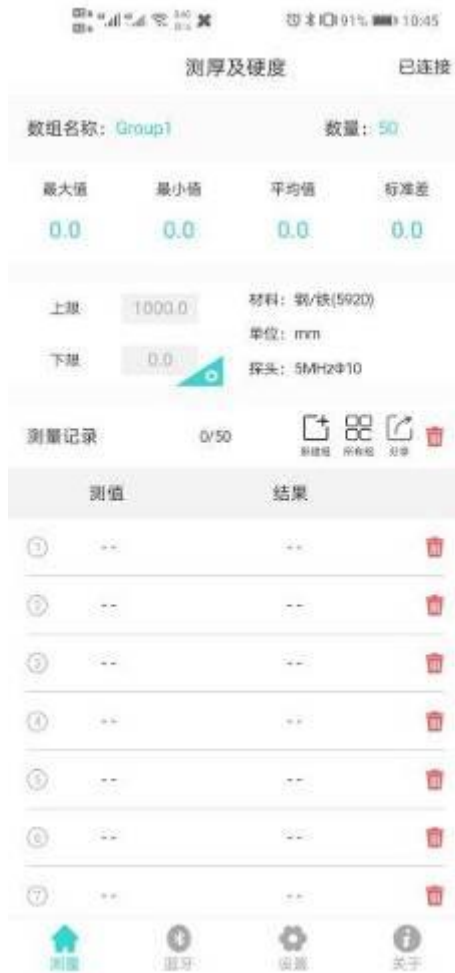 91% 10:45
测厚及硬度 已连接
数组名称: Group1 数量: 50
最大值 最小值 平均值 标准差
0.0 0.0 0.0 0.0
上限 1000.0 材料: 钢/铁(5920)
单位: mm
下限 0.0 探头: 5MHzΦ10
测量记录 0/50
新建组 所有组 分享
测值 结果
1 -- --
2 -- --
3 -- --
4 -- --
5 -- --
6 -- --
7 -- --
测量 蓝牙 设置 关于